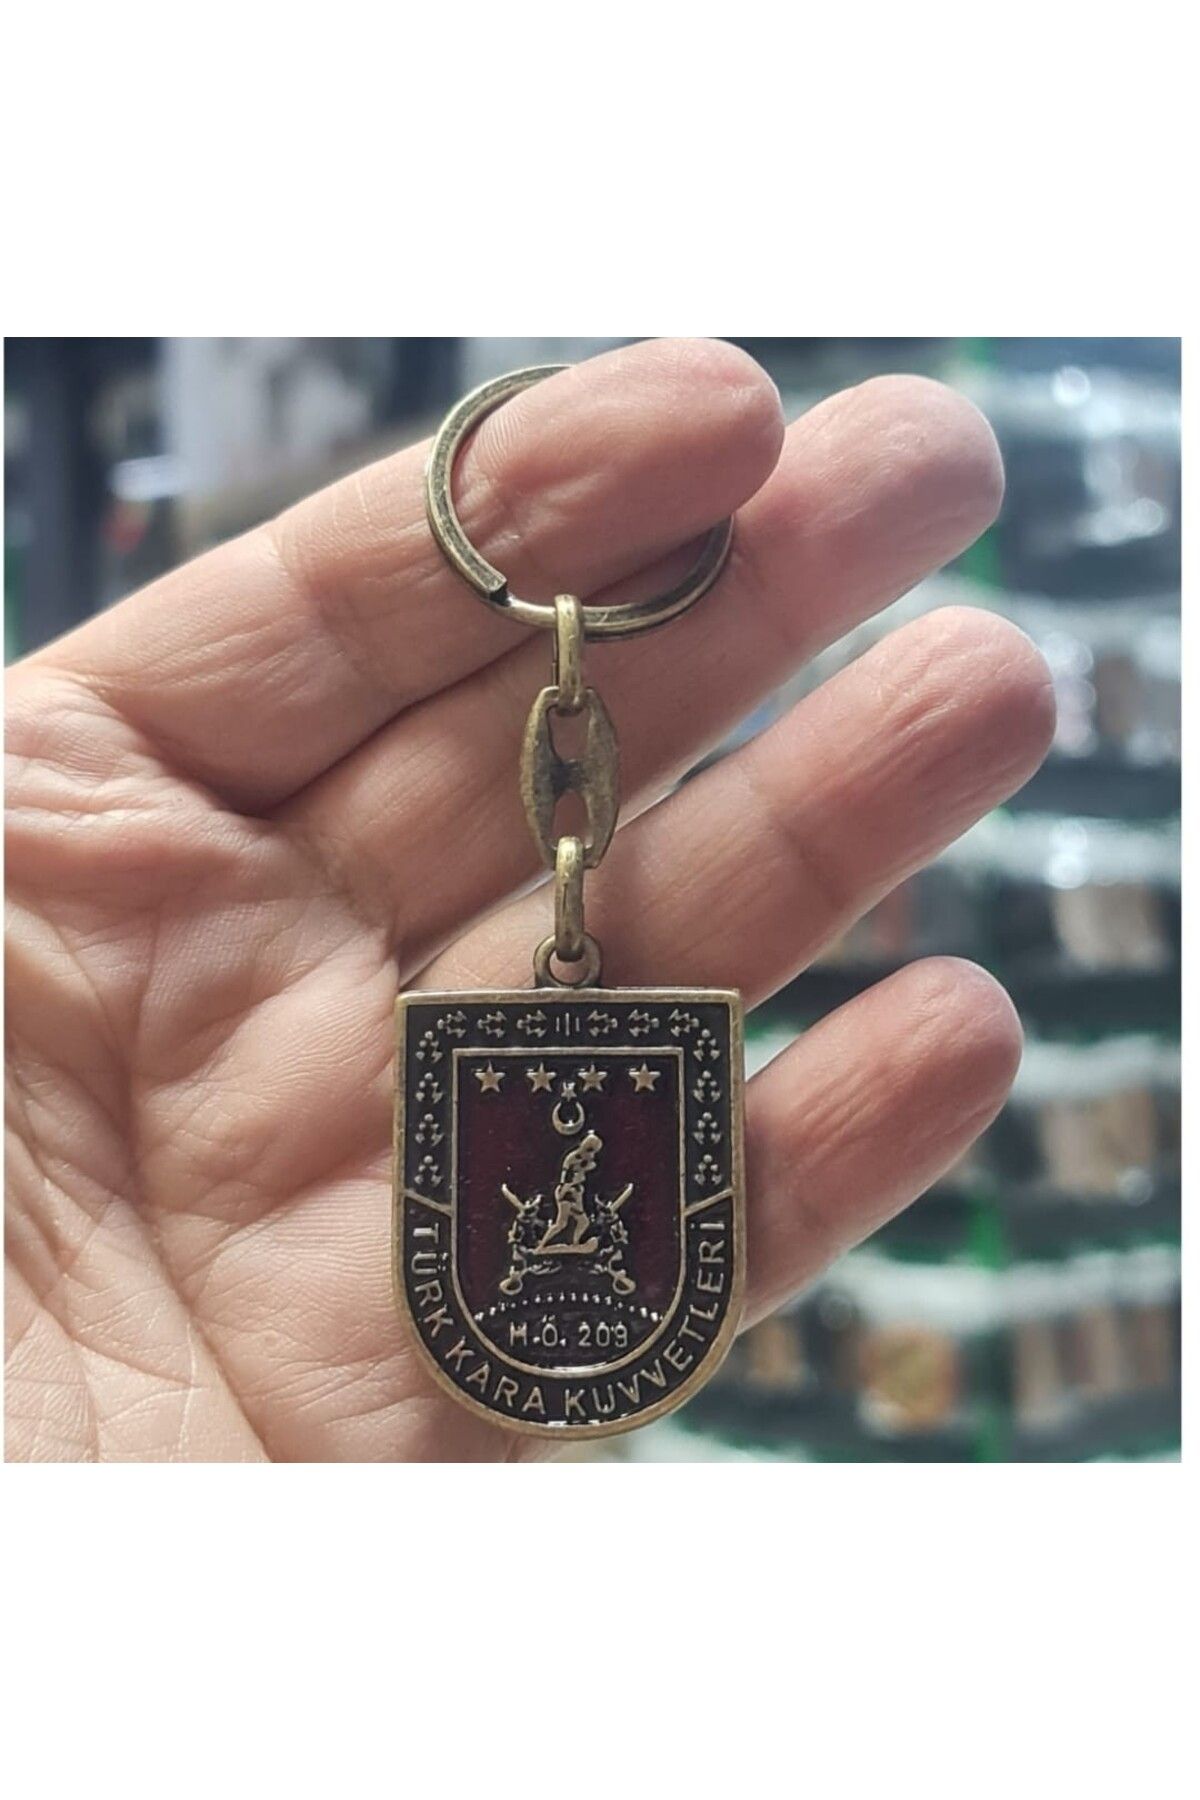 M.Ö. 209
TÜRK KARA KUVVETLERİ